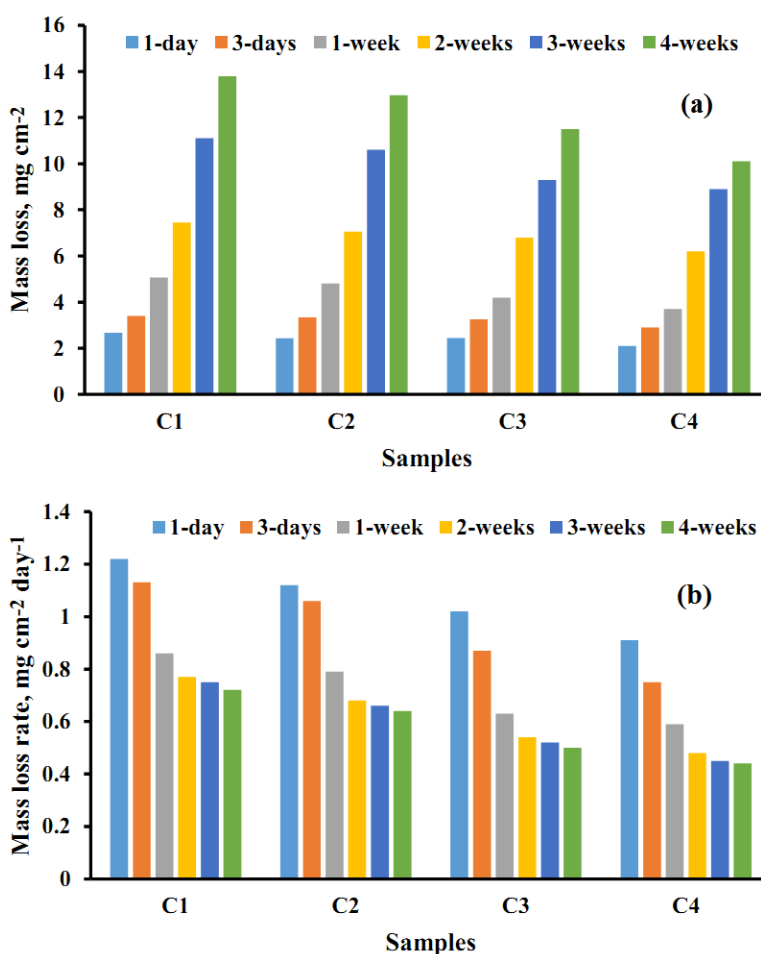 16
14
12
10
8
6
4
2
0
1-day 3-days 1-week 2-weeks 3-weeks 4-weeks
(a)
Mass loss, mg cm-2
C1 C2 C3 C4
Samples
1.4
1.2
1
0.8
0.6
0.4
0.2
0
1-day 3-days 1-week 2-weeks 3-weeks 4-weeks
(b)
Mass loss rate, mg cm-2 day-1
C1 C2 C3 C4
Samples